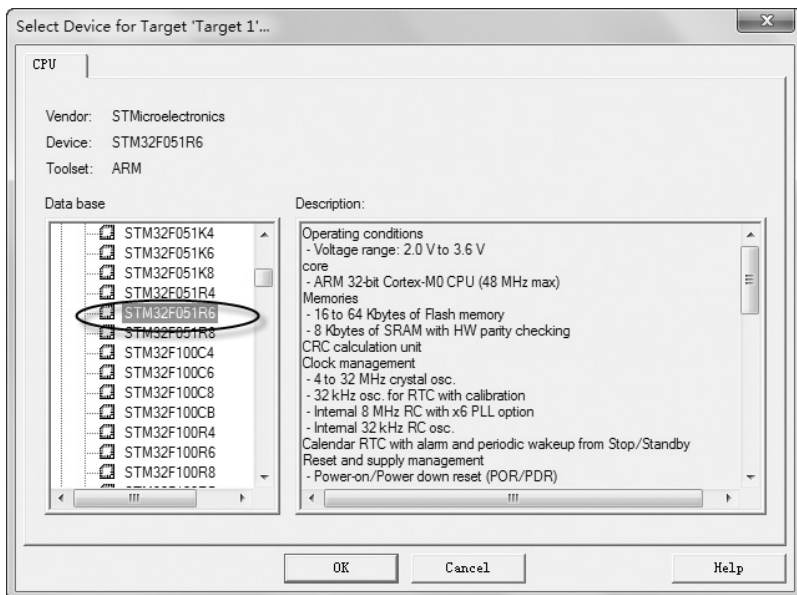 Select Device for Target 'Target 1'...
CPU
Vendor: STMicroelectronics
Device: STM32F051R6
Toolset: ARM
Data base
STM32F051K4
STM32F051K6
STM32F051K8
STM32F051R4
STM32F051R6
STM32F051R8
STM32F100C4
STM32F100C6
STM32F100C8
STM32F100CB
STM32F100R4
STM32F100R6
STM32F100R8
Description:
Operating conditions
- Voltage range: 2.0 V to 3.6 V
core
- ARM 32-bit Cortex-M0 CPU (48 MHz max)
Memories
- 16 to 64 Kbytes of Flash memory
- 8 Kbytes of SRAM with HW parity checking
CRC calculation unit
Clock management
- 4 to 32 MHz crystal osc.
- 32 kHz osc. for RTC with calibration
- Internal 8 MHz RC with x6 PLL option
- Internal 32 kHz RC osc.
Calendar RTC with alarm and periodic wakeup from Stop/Standby
Reset and supply management
- Power-on/Power down reset (POR/PDR)
OK
Cancel
Help